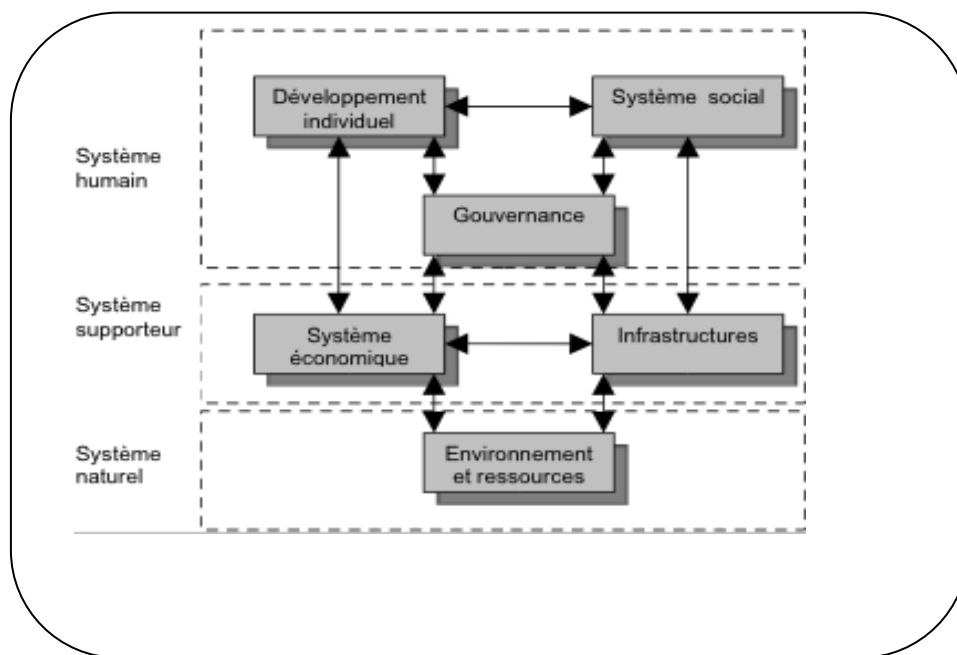 Développement
individuel
Système social
Système
humain
Gouvernance
Système
supporteur
Système
économique
Infrastructures
Système
naturel
Environnement
et ressources